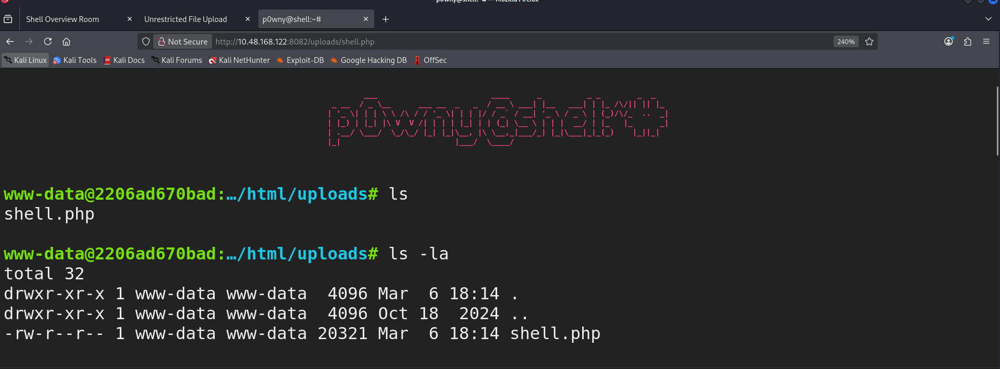 p0wny@shell:~# — Mozilla Firefox
Shell Overview Room
Unrestricted File Upload
p0wny@shell:~#
Not Secure
http://10.48.168.122:8082/uploads/shell.php
240%
Kali Linux
Kali Tools
Kali Docs
Kali Forums
Kali NetHunter
Exploit-DB
Google Hacking DB
OffSec
p0wny@shell:~#
www-data@2206ad670bad:…/html/uploads# ls
shell.php
www-data@2206ad670bad:…/html/uploads# ls -la
total 32
drwxr-xr-x 1 www-data www-data  4096 Mar  6 18:14 .
drwxr-xr-x 1 www-data www-data  4096 Oct 18  2024 ..
-rw-r--r-- 1 www-data www-data 20321 Mar  6 18:14 shell.php